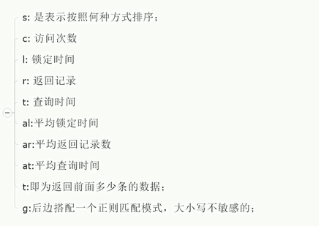 s: 是表示按照何种方式排序；
c: 访问次数
l: 锁定时间
r: 返回记录
t: 查询时间
al:平均锁定时间
ar:平均返回记录数
at:平均查询时间
t:即为返回前面多少条的数据；
g:后边搭配一个正则匹配模式，大小写不敏感的；